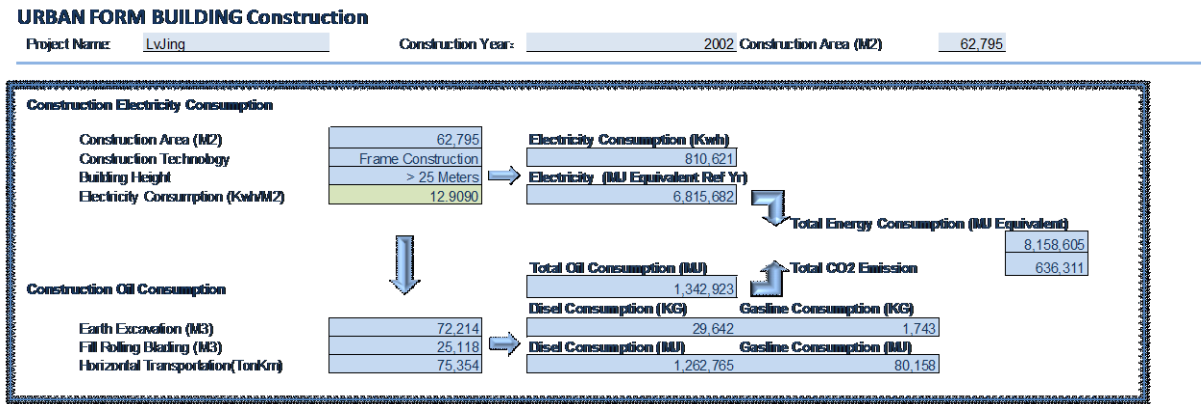 URBAN FORM BUILDING Construction
Project Name: LvJing Construction Year: 2002 Construction Area (M2) 62,795
Construction Electricity Consumption
Construction Area (M2) 62,795 Electricity Consumption (Kwh)
Construction Technology Frame Construction 810,621
Building Height > 25 Meters Electricity (MJ Equivalent Ref Yr)
Electricity Consumption (Kwh/M2) 12.9090 6,815,682
Total Energy Consumption (MJ Equivalent)
8,158,605
Total Oil Consumption (MJ) Total CO2 Emission 636,311
Construction Oil Consumption 1,342,923
Disel Consumption (KG) Gasline Consumption (KG)
Earth Excavation (M3) 72,214 29,642 1,743
Fill Rolling Blading (M3) 25,118 Disel Consumption (MJ) Gasline Consumption (MJ)
Horizontal Transportation(TonKm) 75,354 1,262,765 80,158